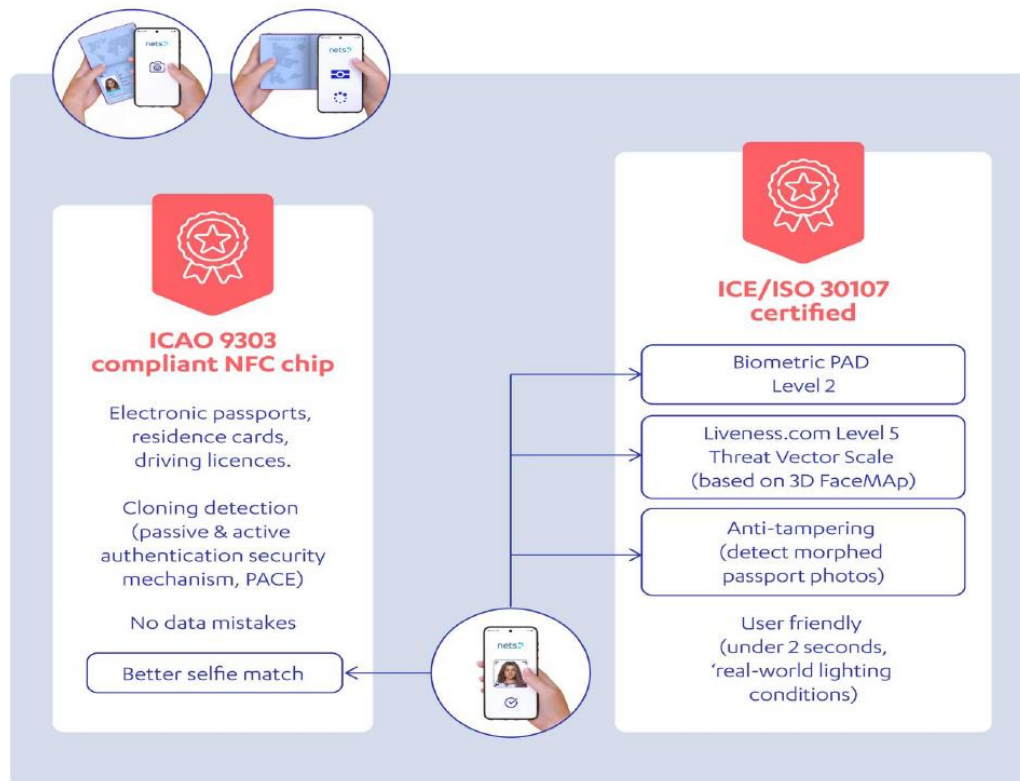 nets
nets
ICAO 9303
compliant NFC chip
Electronic passports,
residence cards,
driving licences.
Cloning detection
(passive & active
authentication security
mechanism, PACE)
No data mistakes
Better selfie match
nets
ICE/ISO 30107
certified
Biometric PAD
Level 2
Liveness.com Level 5
Threat Vector Scale
(based on 3D FaceMAp)
Anti-tampering
(detect morphed
passport photos)
User friendly
(under 2 seconds,
‘real-world lighting
conditions)